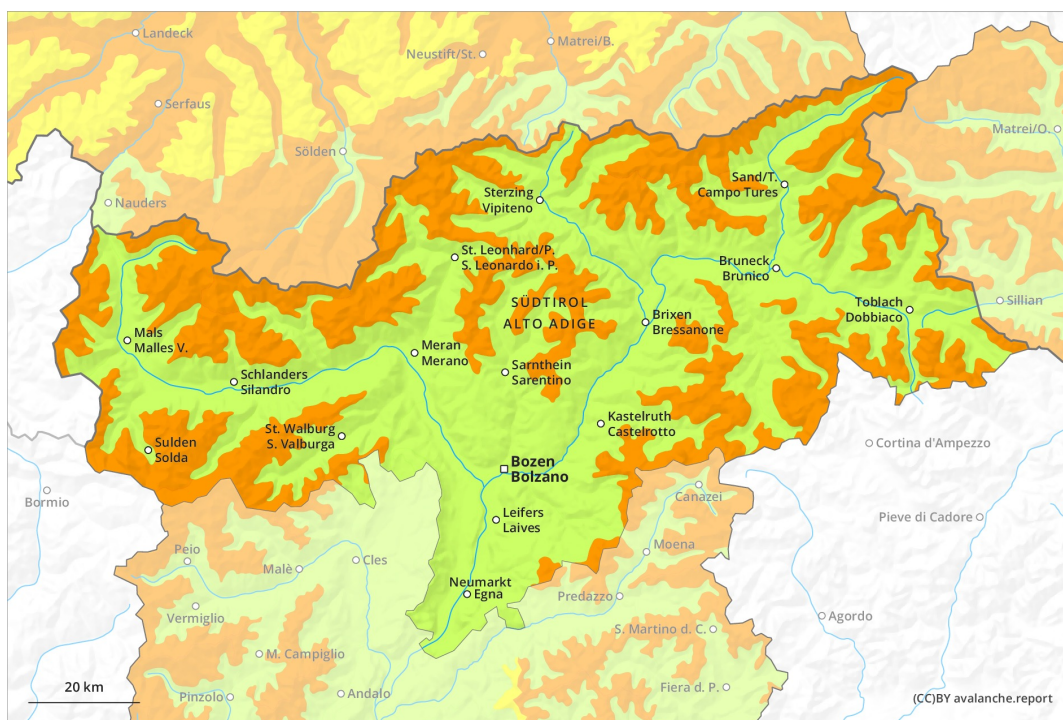 Landeck
Matrei/B.
Neustift/St.
Serfaus
Matrei/O.
Sölden
Sand/T.
Campo Tures
Sterzing
Vipiteno
Nauders
St. Leonhard/P.
S. Leonardo i. P.
Bruneck
Brunico
SÜDTIROL
ALTO ADIGE
Toblach
Dobbiaco
Sillian
Brixen
Bressanone
Mals
Malles V.
Meran
Merano
Sarnthein
Sarentino
Schlanders
Silandro
Kastelruth
Castelrotto
St. Walburg
S. Valburga
Sulden
Solda
Cortina d'Ampezzo
Bozen
Bolzano
Bormio
Canazei
Leifers
Laives
Pieve di Cadore
Peio
Moena
Cles
Malè
Neumarkt
Egna
Predazzo
Vermiglio
Agordo
S. Martino d. C.
M. Campiglio
20 km
Pinzolo
Andalo
Fiera d. P.
(CC)BY avalanche.report